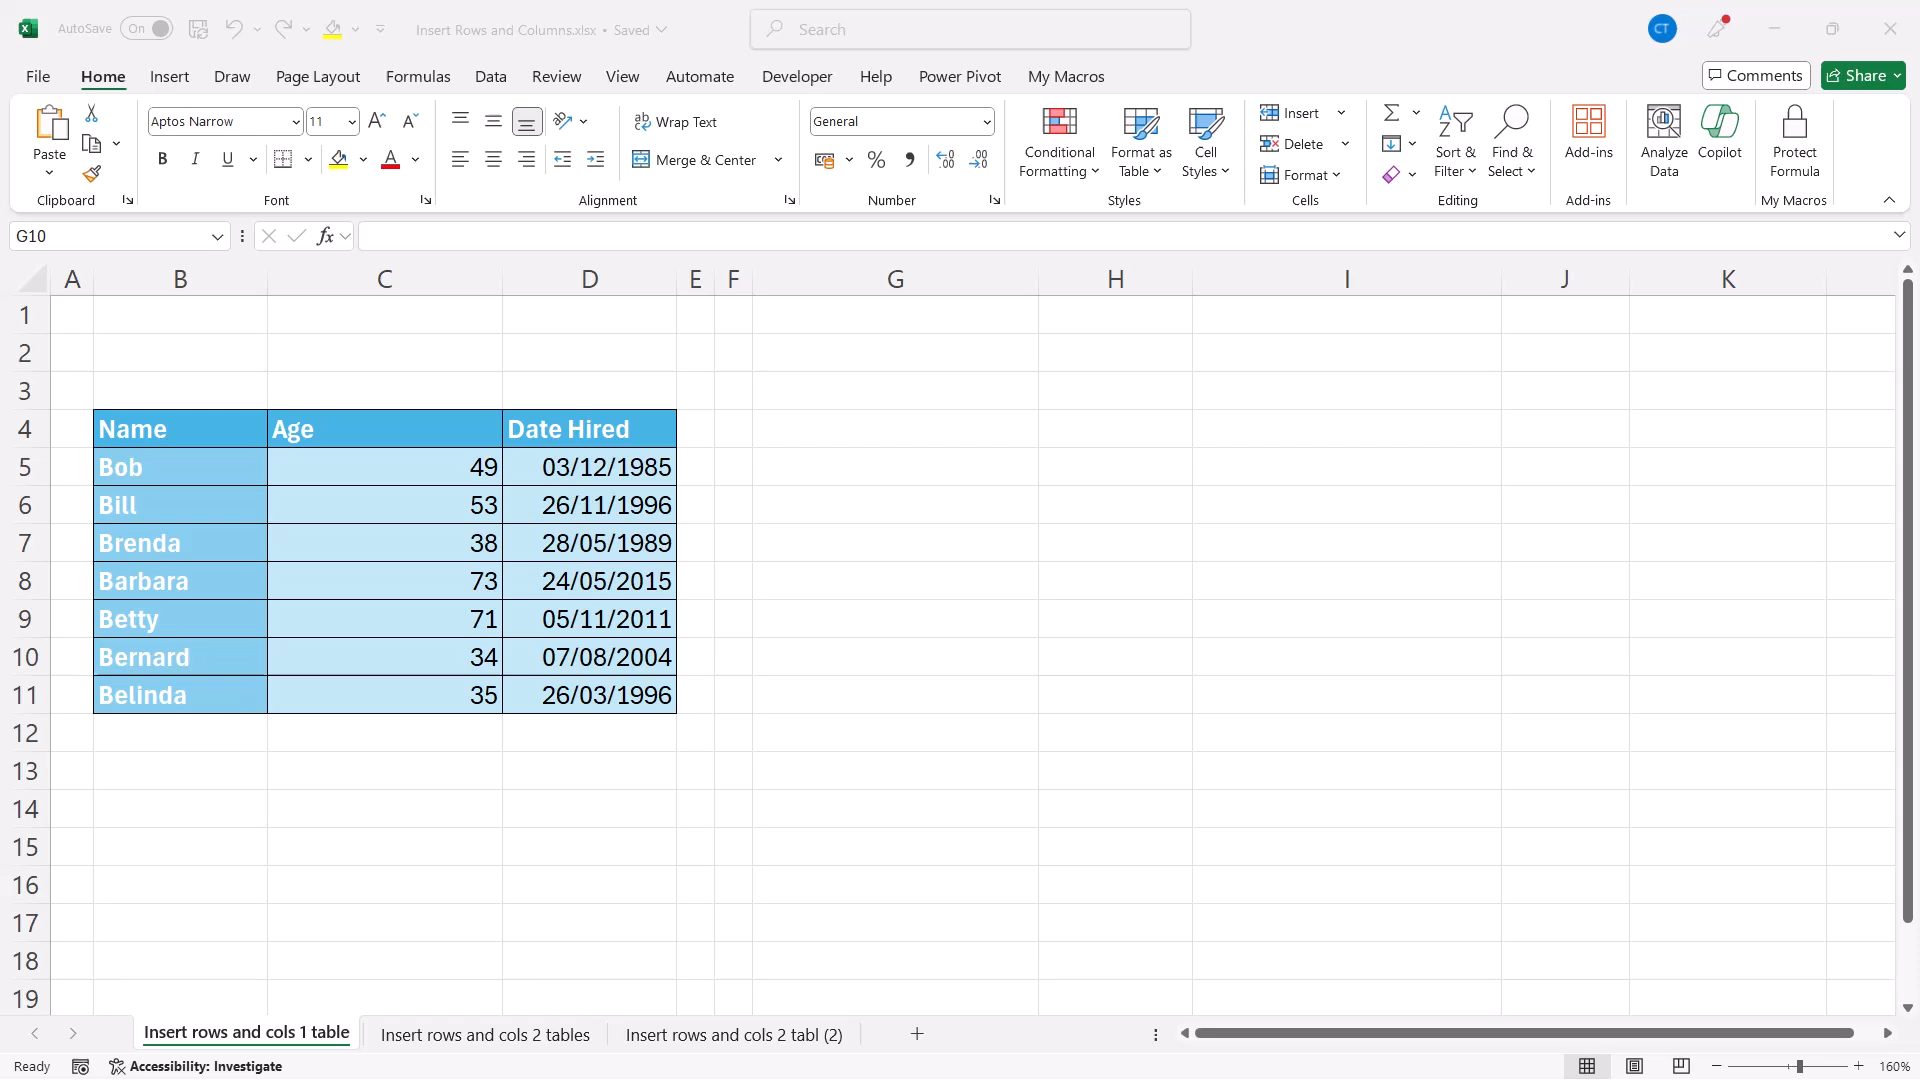 AutoSave On Insert Rows and Columns.xlsx • Saved Search CT
File Home Insert Draw Page Layout Formulas Data Review View Automate Developer Help Power Pivot My Macros Comments Share
Paste Aptos Narrow 11 Wrap Text General Conditional Formatting Format as Table Cell Styles Insert Sort & Filter Find & Select Add-ins Analyze Data Copilot Protect Formula
B I U Merge & Center % Delete
Format
Clipboard Font Alignment Number Styles Cells Editing Add-ins My Macros
G10 fx
A B C D E F G H I J K
1
2
3
4 Name Age Date Hired
5 Bob 49 03/12/1985
6 Bill 53 26/11/1996
7 Brenda 38 28/05/1989
8 Barbara 73 24/05/2015
9 Betty 71 05/11/2011
10 Bernard 34 07/08/2004
11 Belinda 35 26/03/1996
12
13
14
15
16
17
18
19
Insert rows and cols 1 table Insert rows and cols 2 tables Insert rows and cols 2 tabl (2)
Ready Accessibility: Investigate 160%